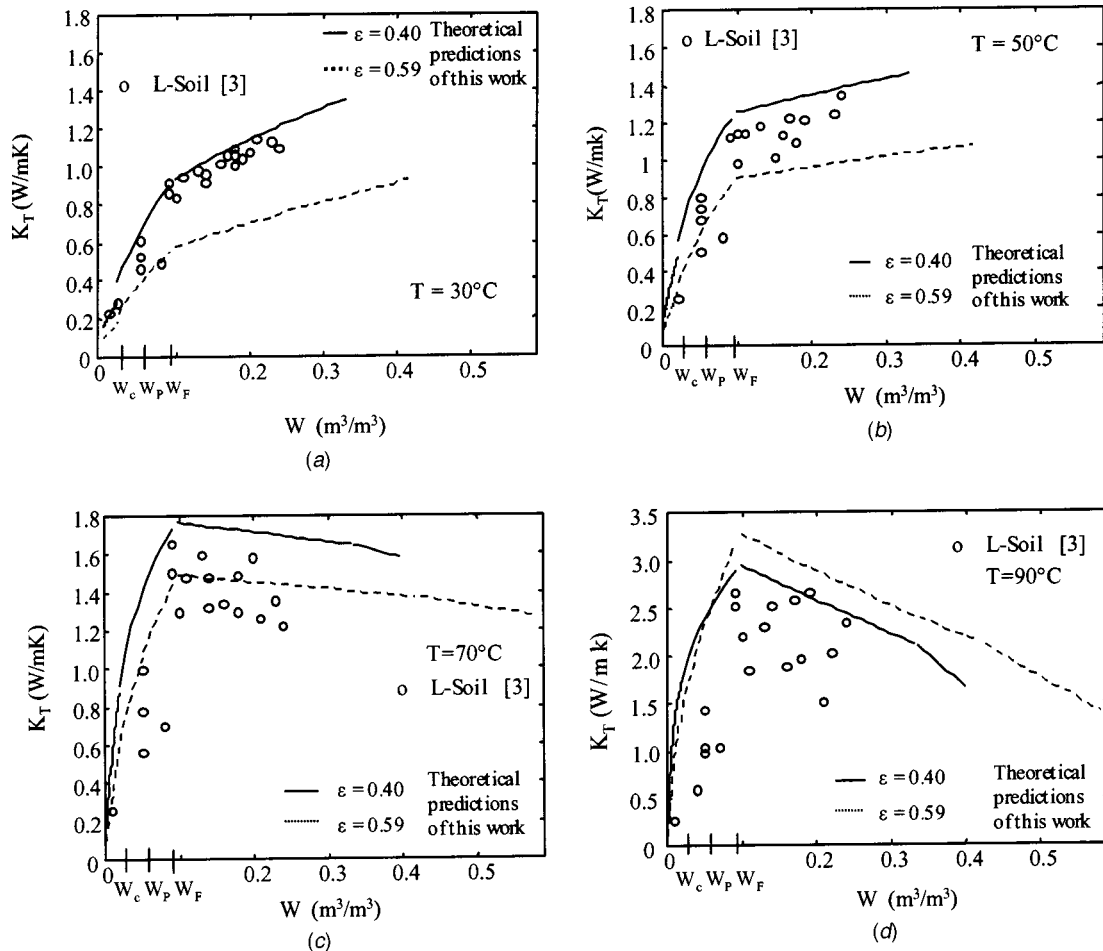 1.8
1.6
1.4
1.2
1.0
0.8
0.6
0.4
0.2
0
K_T (W/mK)
ε = 0.40
ε = 0.59
Theoretical
predictions
of this work
L-Soil [3]
T = 30°C
0
0.2
0.3
0.4
0.5
W_c W_P W_F
W (m³/m³)
(a)
1.8
1.6
1.4
1.2
1.0
0.8
0.6
0.4
0.2
0
K_T (W/mk)
L-Soil [3]
T = 50°C
ε = 0.40
ε = 0.59
Theoretical
predictions
of this work
0
0.2
0.3
0.4
0.5
W_c W_P W_F
W (m³/m³)
(b)
1.8
1.6
1.4
1.2
1.0
0.8
0.6
0.4
0.2
0
K_T (W/mK)
T=70°C
L-Soil [3]
ε = 0.40
ε = 0.59
Theoretical
predictions
of this work
0.2
0.3
0.4
0.5
W_c W_P W_F
W (m³/m³)
(c)
3.5
3.0
2.5
2.0
1.5
1.0
0.5
0
K_T (W/m k)
L-Soil [3]
T=90°C
ε = 0.40
ε = 0.59
Theoretical
predictions
of this work
0
0.2
0.3
0.4
0.5
W_c W_P W_F
W (m³/m³)
(d)